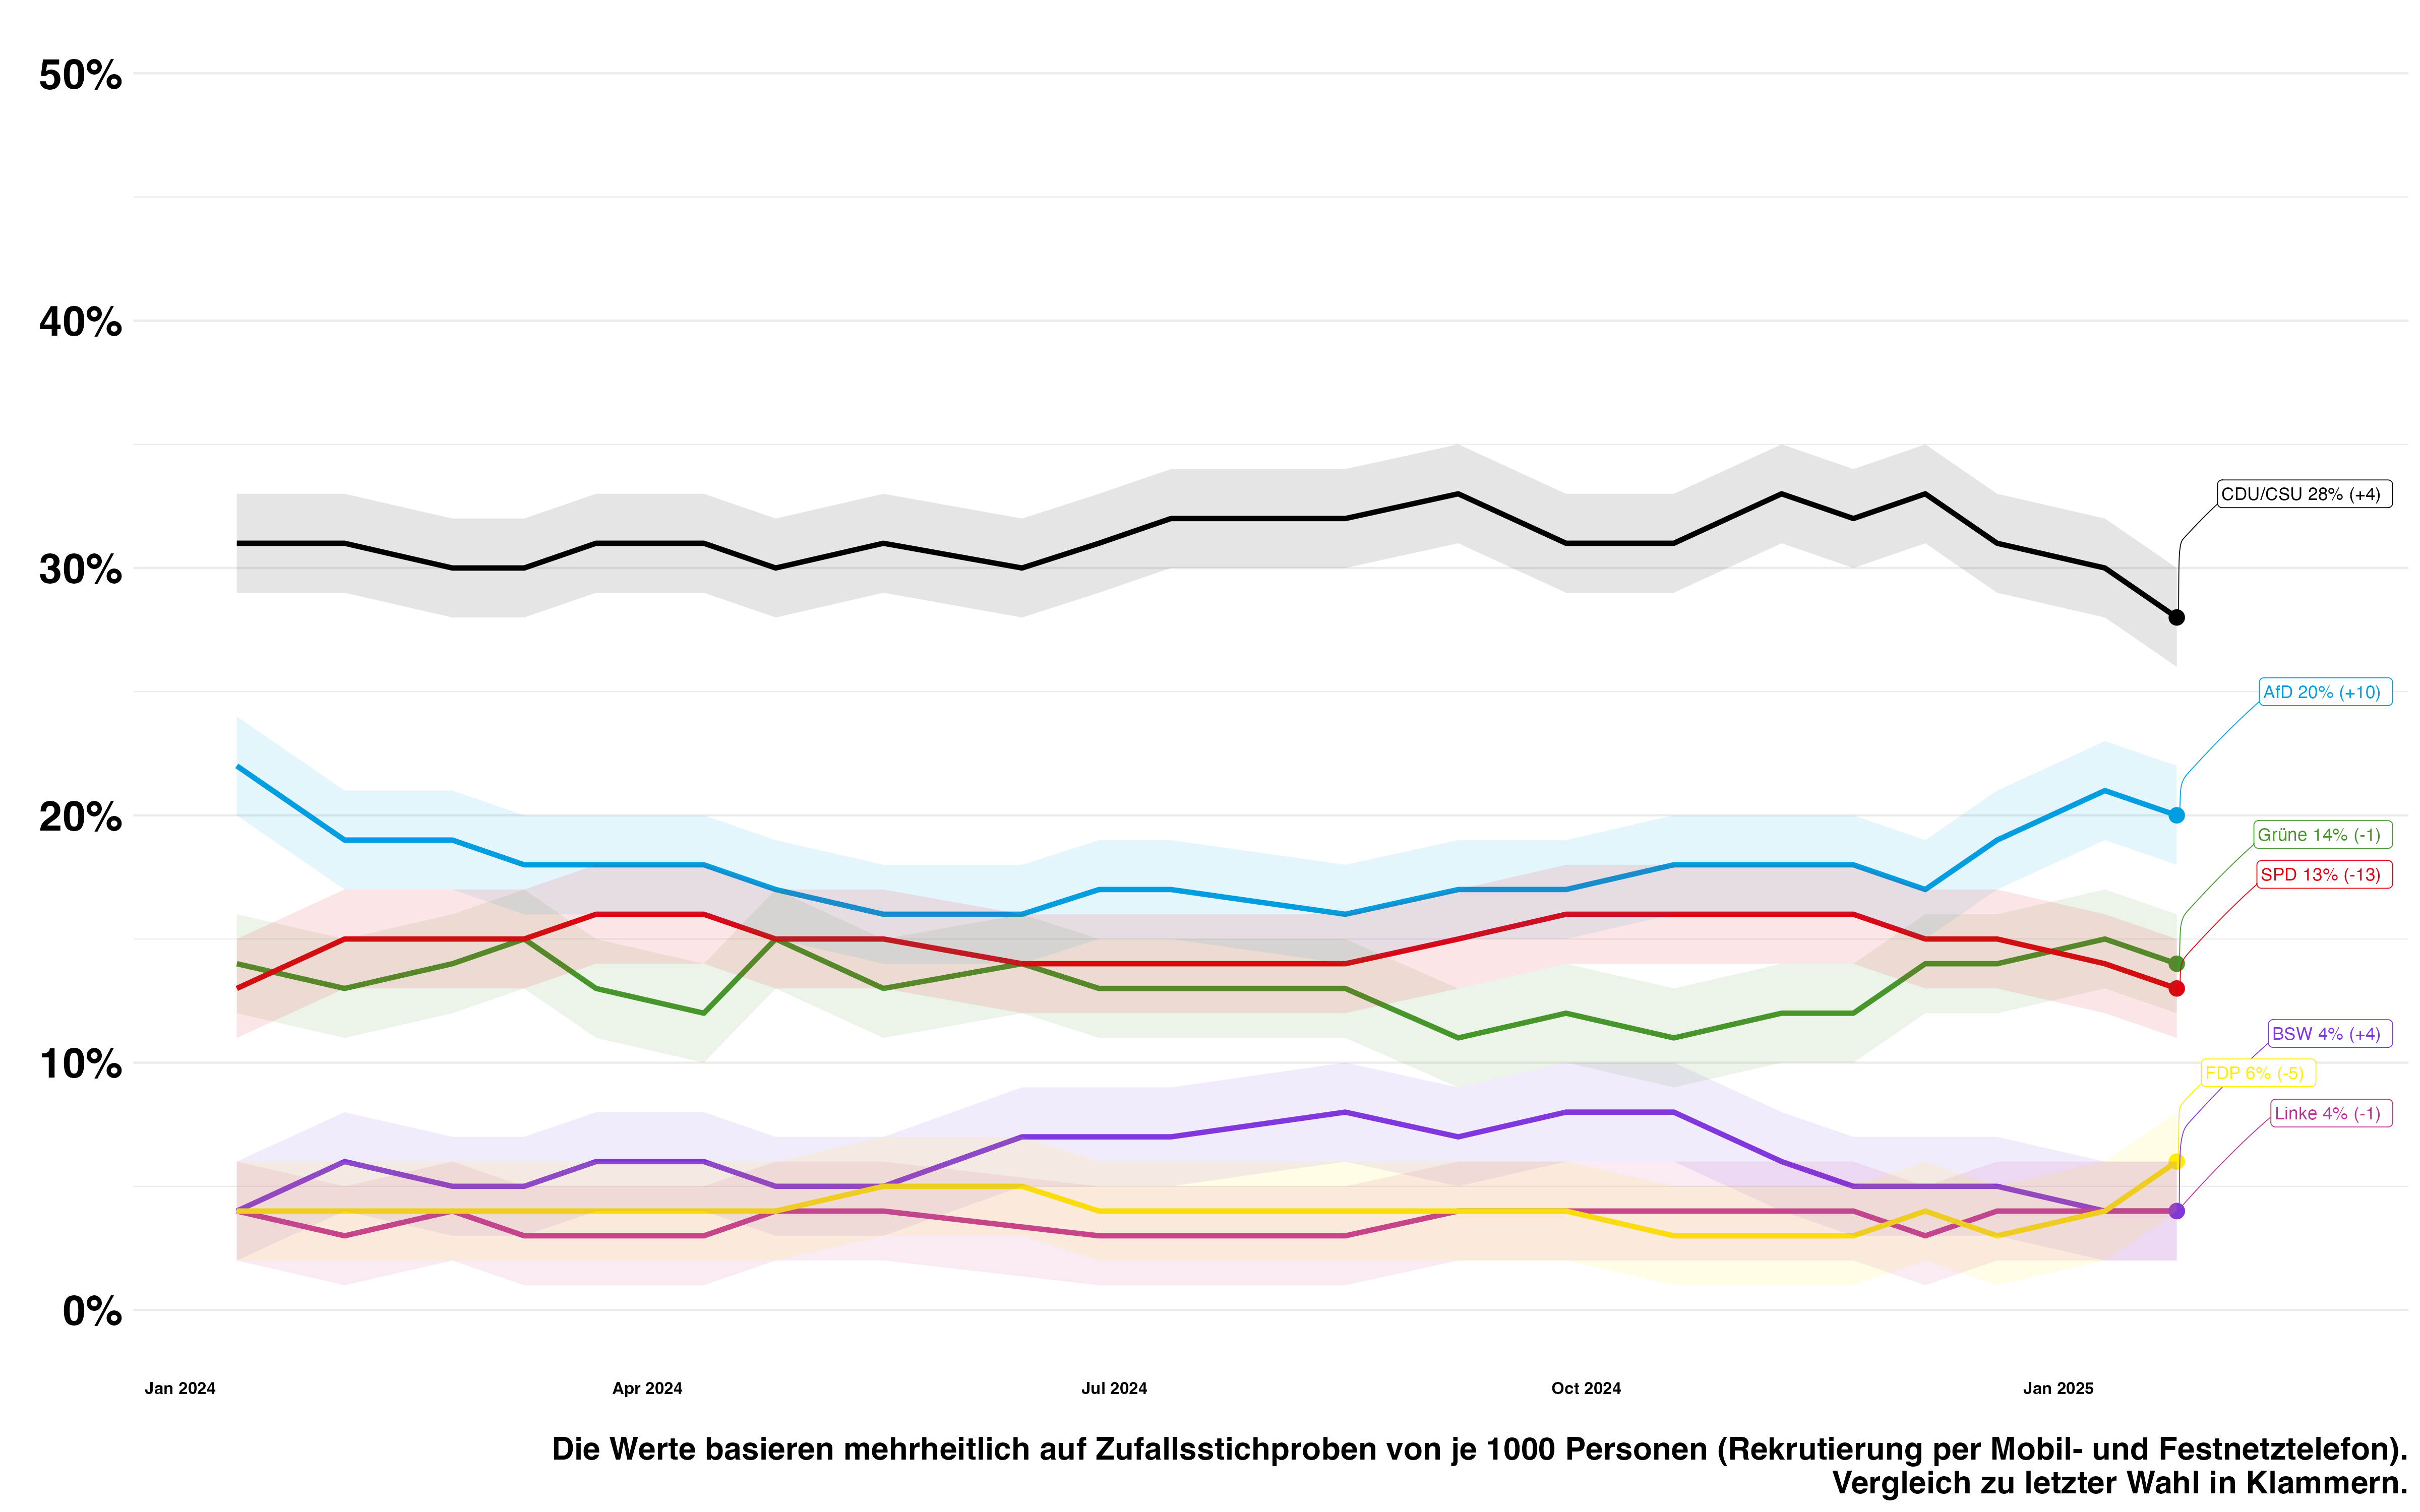 50%
40%
30%
20%
10%
0%
CDU/CSU 28% (+4)
AfD 20% (+10)
Grüne 14% (-1)
SPD 13% (-13)
BSW 4% (+4)
FDP 6% (-5)
Linke 4% (-1)
Jan 2024
Apr 2024
Jul 2024
Oct 2024
Jan 2025
Die Werte basieren mehrheitlich auf Zufallsstichproben von je 1000 Personen (Rekrutierung per Mobil- und Festnetztelefon).
Vergleich zu letzter Wahl in Klammern.